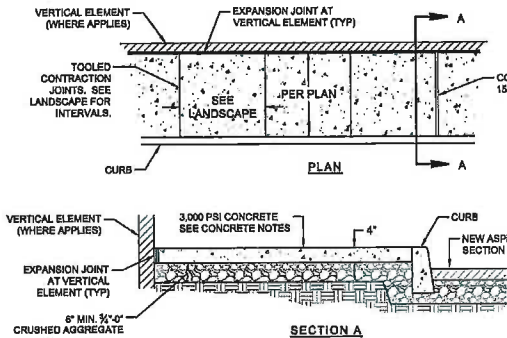 VERTICAL ELEMENT
(WHERE APPLIES)
EXPANSION JOINT AT
VERTICAL ELEMENT (TYP)
A
TOOLED
CONTRACTION
JOINTS. SEE
LANDSCAPE FOR
INTERVALS.
SEE
LANDSCAPE
PER PLAN
CO
15
CURB
PLAN
A
VERTICAL ELEMENT
(WHERE APPLIES)
3,000 PSI CONCRETE
SEE CONCRETE NOTES
4"
CURB
NEW ASP
SECTION
EXPANSION JOINT
AT VERTICAL
ELEMENT (TYP)
6" MIN. ¾"-0"
CRUSHED AGGREGATE
SECTION A